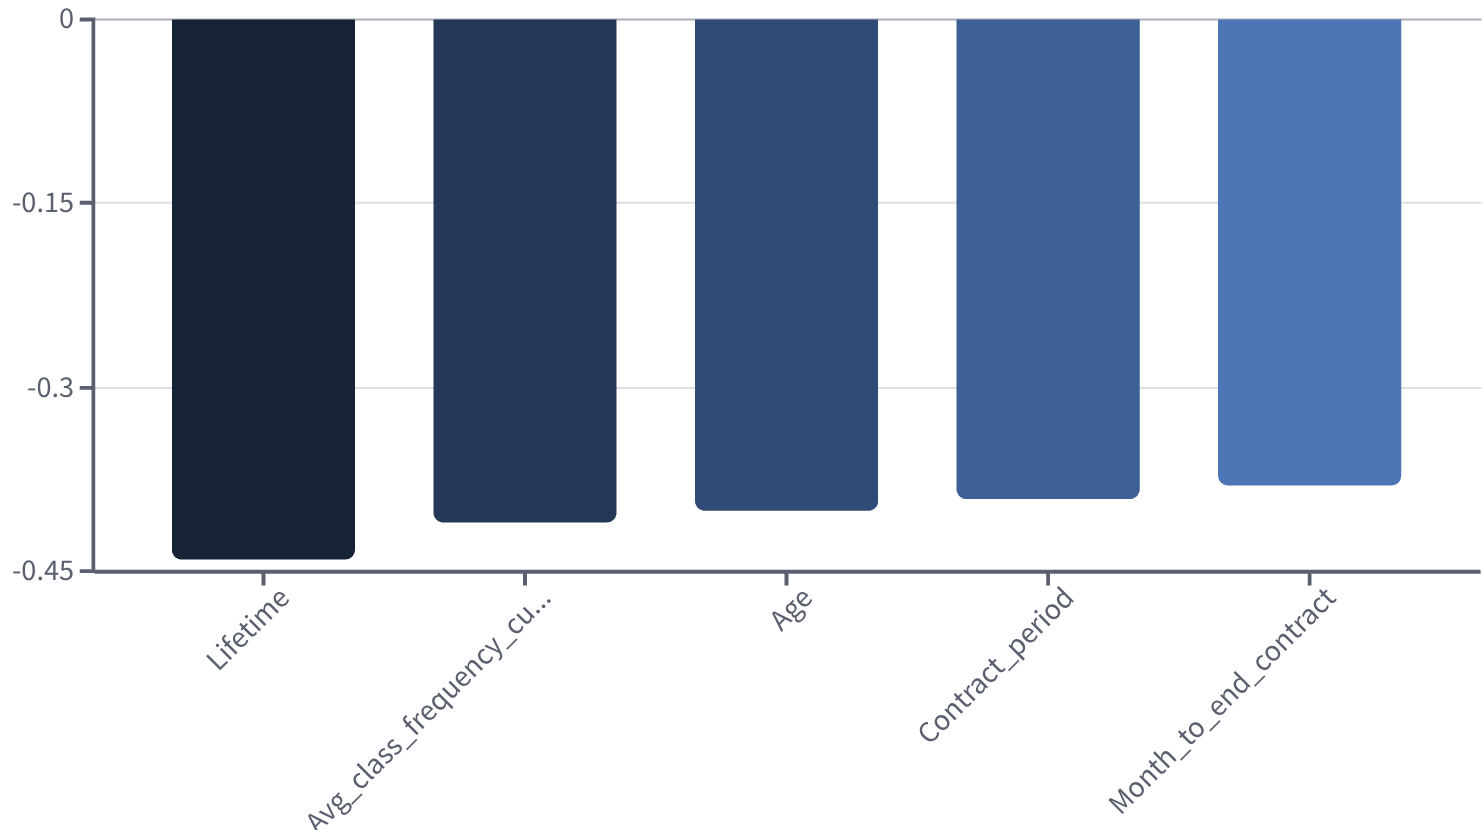 0
-0.15
-0.3
-0.45
Lifetime
Avg_class_frequency_cu...
Age
Contract_period
Month_to_end_contract